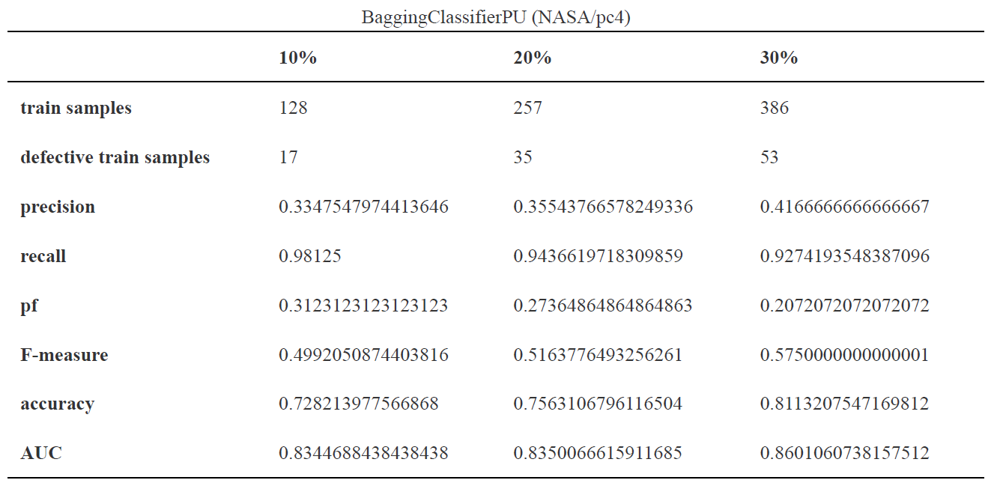 BaggingClassifierPU (NASA/pc4)
10% 20% 30%
train samples 128 257 386
defective train samples 17 35 53
precision 0.3347547974413646 0.35543766578249336 0.4166666666666667
recall 0.98125 0.9436619718309859 0.9274193548387096
pf 0.3123123123123123 0.27364864864864863 0.2072072072072072
F-measure 0.4992050874403816 0.5163776493256261 0.5750000000000001
accuracy 0.728213977566868 0.7563106796116504 0.8113207547169812
AUC 0.8344688438438438 0.8350066615911685 0.8601060738157512